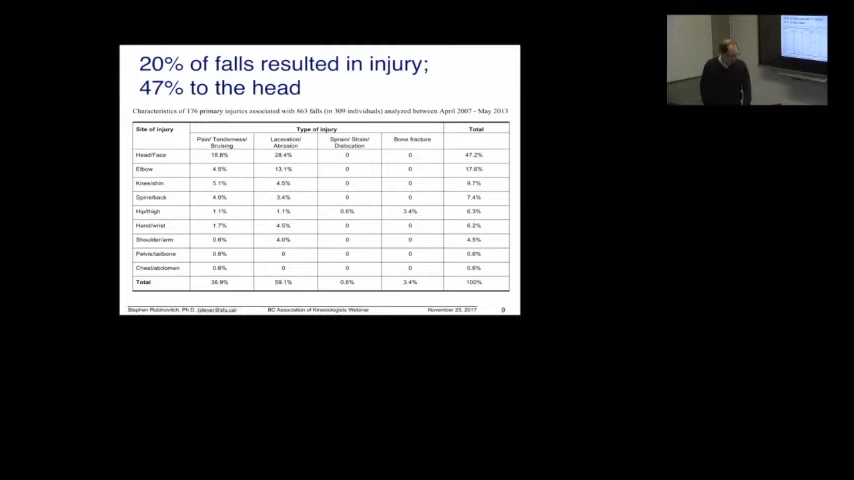 20% of falls resulted in injury;
47% to the head
Characteristics of 176 primary injuries associated with 863 falls (in 309 individuals) analyzed between April 2007 - May 2013
Site of injury Type of injury Total
Pain/ Tenderness/ Bruising Laceration/ Abrasion Sprain/ Strain/ Dislocation Bone fracture
Head/Face 18.8% 28.4% 0 0 47.2%
Elbow 4.5% 13.1% 0 0 17.6%
Knee/shin 5.1% 4.5% 0 0 9.7%
Spine/back 4.0% 3.4% 0 0 7.4%
Hip/thigh 1.1% 1.1% 0.6% 3.4% 6.3%
Hand/wrist 1.7% 4.5% 0 0 6.2%
Shoulder/arm 0.6% 4.0% 0 0 4.5%
Pelvis/tailbone 0.6% 0 0 0 0.6%
Chest/abdomen 0.6% 0 0 0 0.6%
Total 36.9% 59.1% 0.6% 3.4% 100%
Stephen Robinovitch, Ph.D. (stever@sfu.ca) BC Association of Kinesiologists Webinar November 23, 2017 9